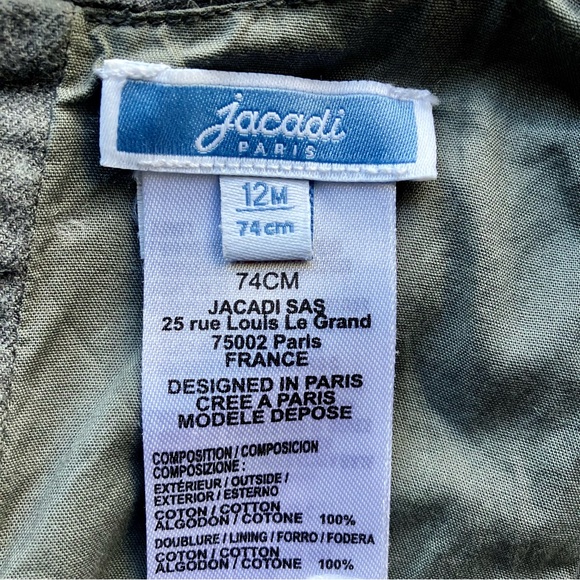 jacadi
PARIS
12M
74cm
74CM
JACADI SAS
25 rue Louis Le Grand
75002 Paris
FRANCE
DESIGNED IN PARIS
CREE A PARIS
MODELE DEPOSE
COMPOSITION / COMPOSICION
COMPOSIZIONE :
EXTÉRIEUR / OUTSIDE /
EXTERIOR / ESTERNO
COTON / COTTON
ALGODON / COTONE 100%
DOUBLURE / LINING / FORRO / FODERA
COTON / COTTON
ALGODON / COTONE 100%